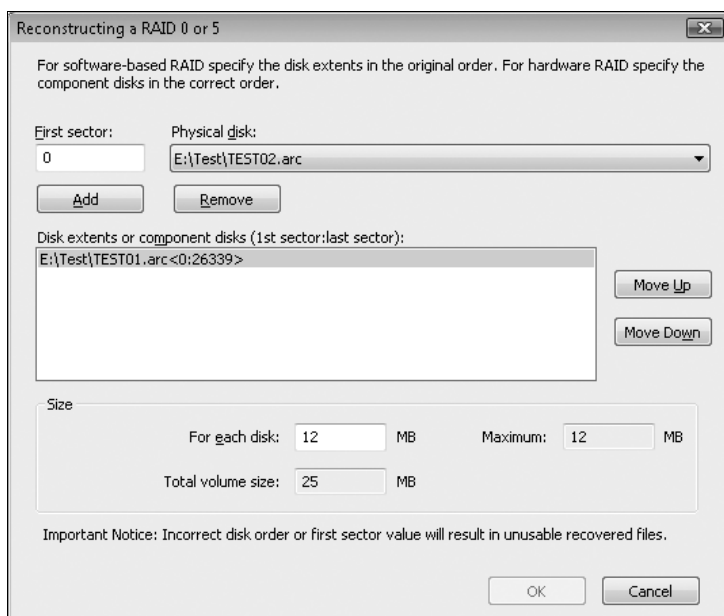 Reconstructing a RAID 0 or 5
For software-based RAID specify the disk extents in the original order. For hardware RAID specify the
component disks in the correct order.
First sector: Physical disk:
0 E:\Test\TEST02.arc
Add Remove
Disk extents or component disks (1st sector:last sector):
E:\Test\TEST01.arc<0:26339>
Move Up
Move Down
Size
For each disk: 12 MB Maximum: 12 MB
Total volume size: 25 MB
Important Notice: Incorrect disk order or first sector value will result in unusable recovered files.
OK Cancel